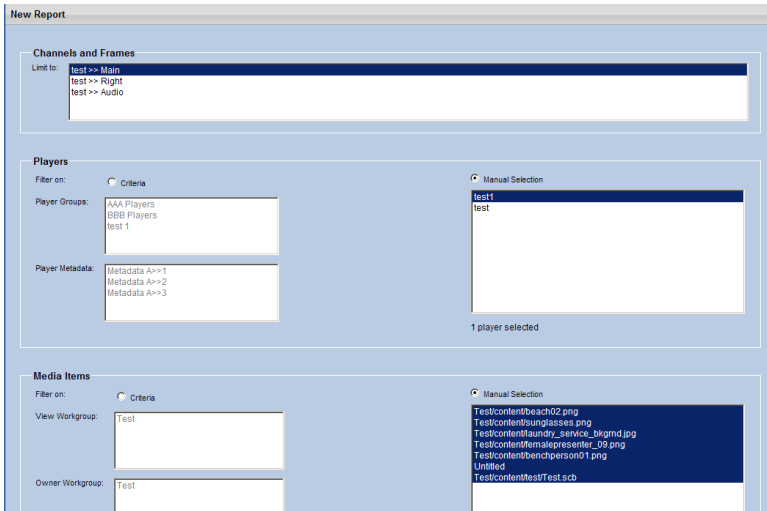 New Report
Channels and Frames
Limit to:
test >> Main
test >> Right
test >> Audio
Players
Filter on:
Criteria
Manual Selection
Player Groups:
AAA Players
BBB Players
test 1
test1
test
Player Metadata:
Metadata A>>1
Metadata A>>2
Metadata A>>3
1 player selected
Media Items
Filter on:
Criteria
Manual Selection
View Workgroup:
Test
Test/content/beach02.png
Test/content/sunglasses.png
Test/content/laundry_service_bkgrnd.jpg
Test/content/femalepresenter_09.png
Test/content/benchperson01.png
Untitled
Test/content/test/Test.scb
Owner Workgroup:
Test